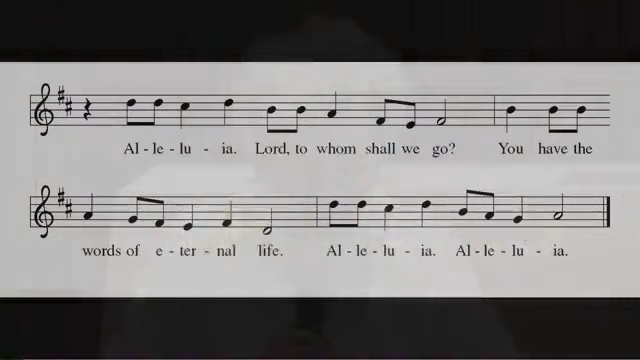 Al - le - lu - ia. Lord, to whom shall we go? You have the
words of e - ter - nal life. Al - le - lu - ia. Al - le - lu - ia.